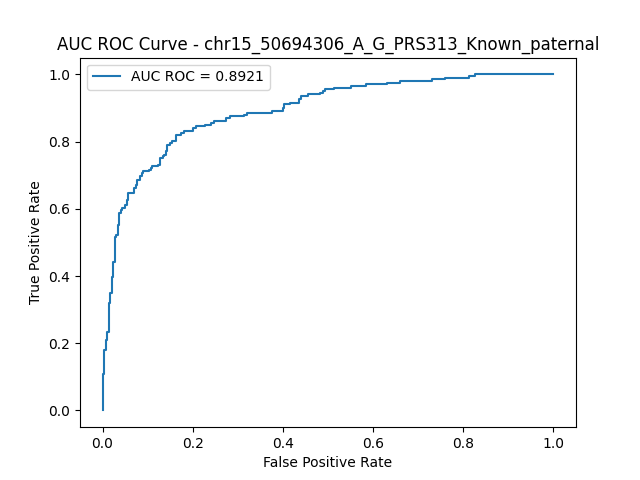 AUC ROC Curve - chr15_50694306_A_G_PRS313_Known_paternal
AUC ROC = 0.8921
1.0
0.8
0.6
0.4
0.2
0.0
True Positive Rate
0.0 0.2 0.4 0.6 0.8 1.0
False Positive Rate